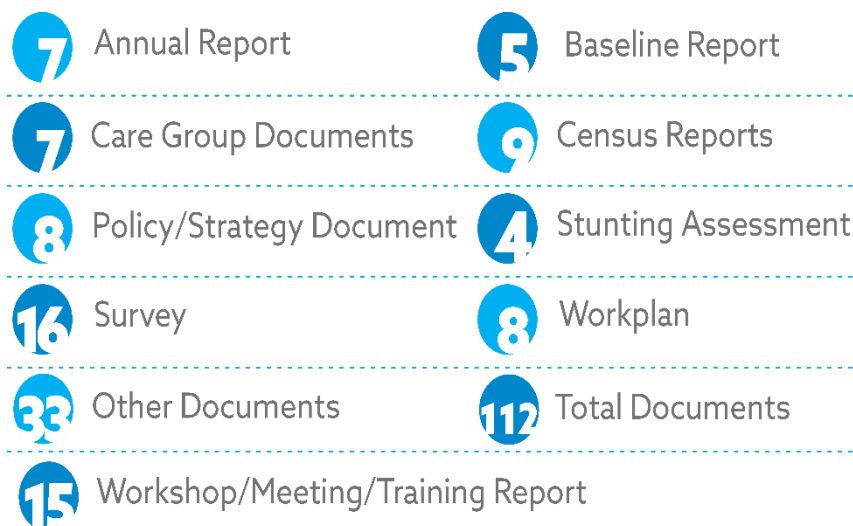 7 Annual Report
5 Baseline Report
7 Care Group Documents
9 Census Reports
8 Policy/Strategy Document
4 Stunting Assessment
16 Survey
8 Workplan
33 Other Documents
112 Total Documents
15 Workshop/Meeting/Training Report